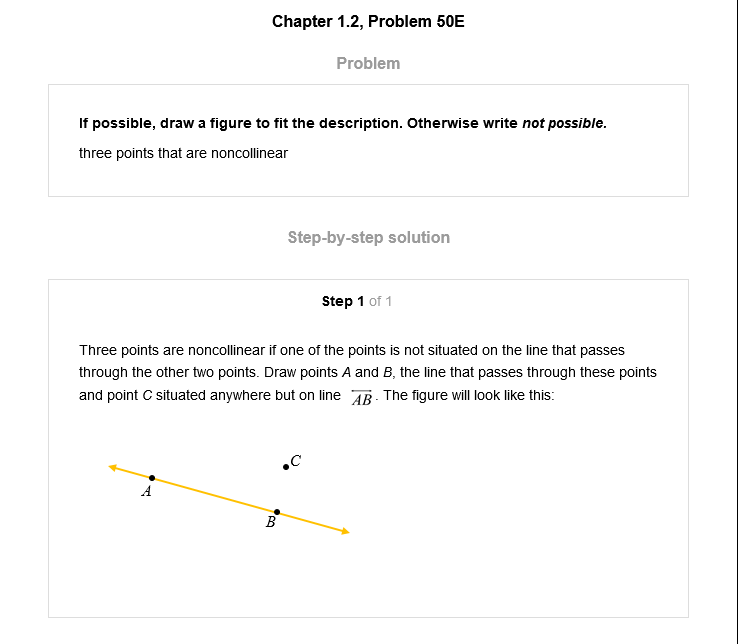 Chapter 1.2, Problem 50E
Problem
If possible, draw a figure to fit the description. Otherwise write not possible.
three points that are noncollinear
Step-by-step solution
Step 1 of 1
Three points are noncollinear if one of the points is not situated on the line that passes
through the other two points. Draw points A and B, the line that passes through these points
and point C situated anywhere but on line AB. The figure will look like this:
C
A
B